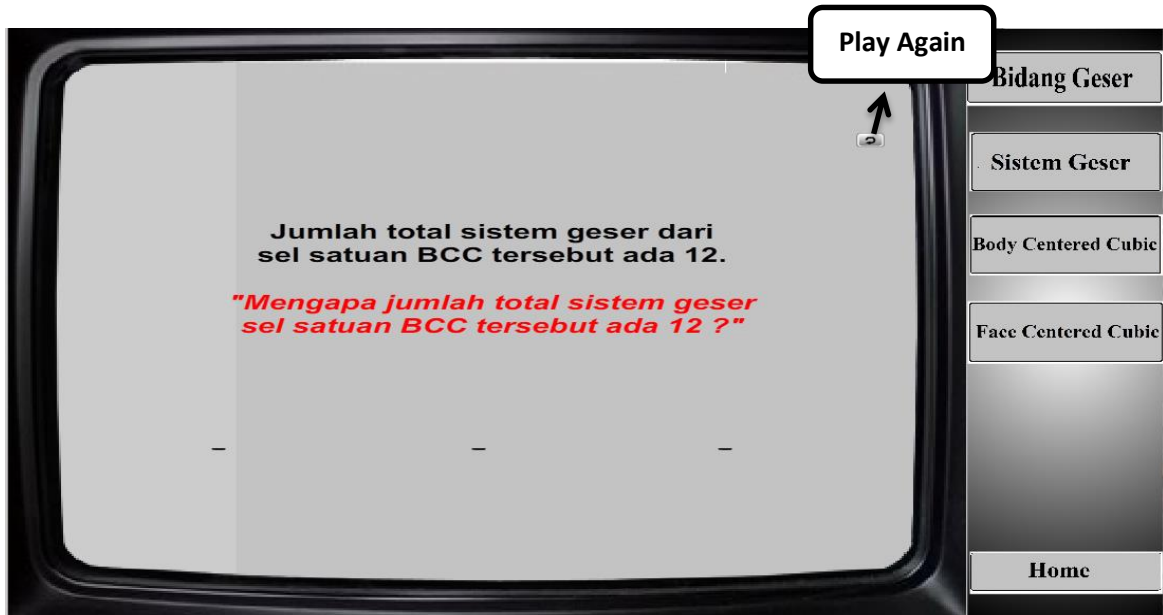 Play Again
Bidang Geser
Sistem Geser
Jumlah total sistem geser dari
sel satuan BCC tersebut ada 12.
Body Centered Cubic
"Mengapa jumlah total sistem geser
sel satuan BCC tersebut ada 12 ?"
Face Centered Cubic
Home